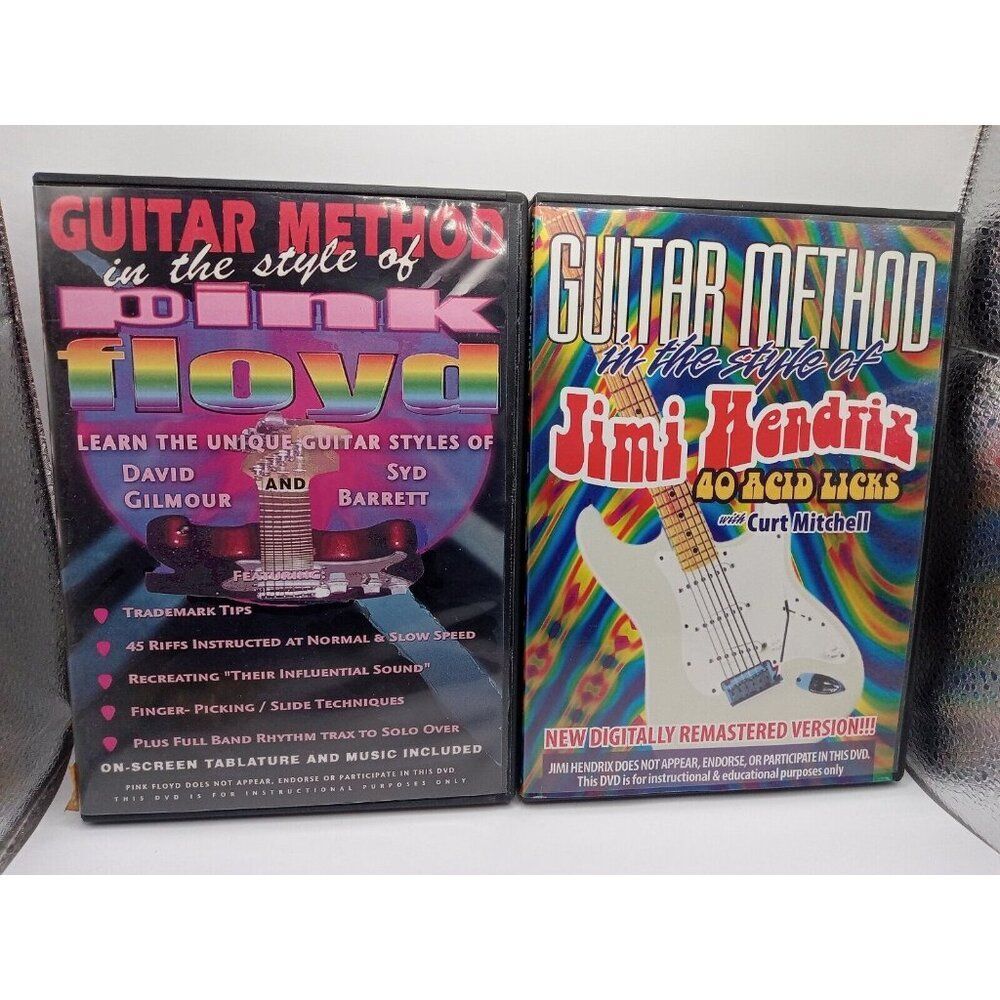 GUITAR METHOD
in the style of
pink
floyd
LEARN THE UNIQUE GUITAR STYLES OF
DAVID
GILMOUR
AND
SYD
BARRETT
FEATURING:
TRADEMARK TIPS
45 RIFFS INSTRUCTED AT NORMAL & SLOW SPEED
RECREATING "THEIR INFLUENTIAL SOUND"
FINGER- PICKING / SLIDE TECHNIQUES
PLUS FULL BAND RHYTHM TRAX TO SOLO OVER
ON-SCREEN TABLATURE AND MUSIC INCLUDED
PINK FLOYD DOES NOT APPEAR, ENDORSE OR PARTICIPATE IN THIS DVD
THIS DVD IS FOR INSTRUCTIONAL PURPOSES ONLY
GUITAR METHOD
in the style of
Jimi Hendrix
40 ACID LICKS
with Curt Mitchell
NEW DIGITALLY REMASTERED VERSION!!!
JIMI HENDRIX DOES NOT APPEAR, ENDORSE, OR PARTICIPATE IN THIS DVD.
This DVD is for instructional & educational purposes only